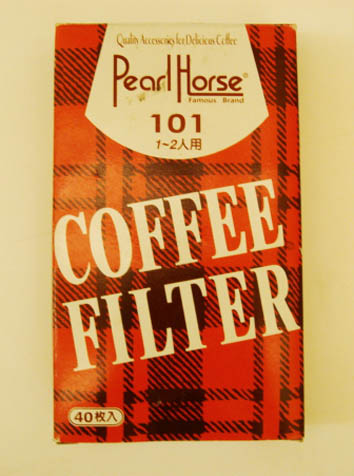 Quality Accessories for Delicious Coffee
Pearl Horse®
Famous Brand
101
1~2人用
COFFEE
FILTER
40枚入